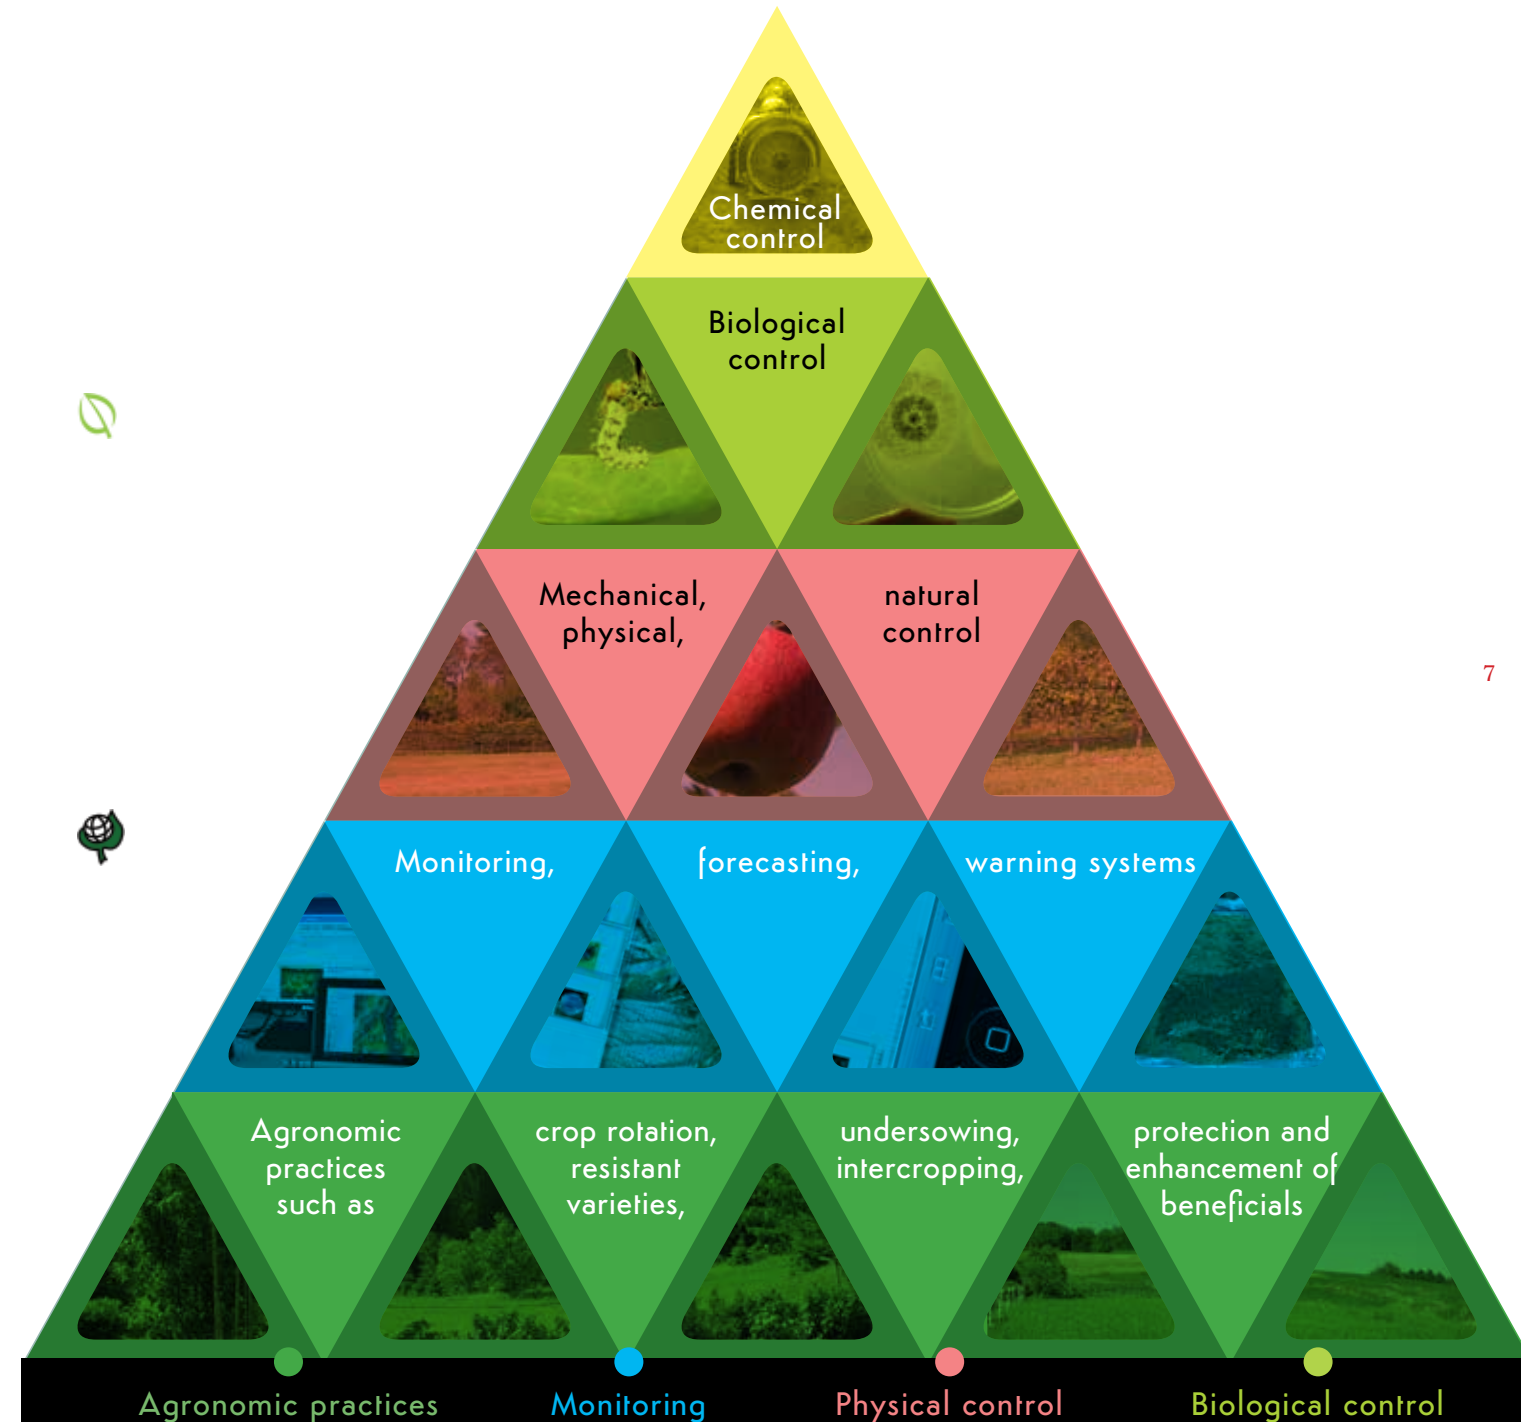 Chemical
control
Biological
control
Mechanical,
physical,
natural
control
7
Monitoring,
forecasting,
warning systems
Agronomic
practices
such as
crop rotation,
resistant
varieties,
undersowing,
intercropping,
protection and
enhancement of
beneficials
Agronomic practices
Monitoring
Physical control
Biological control